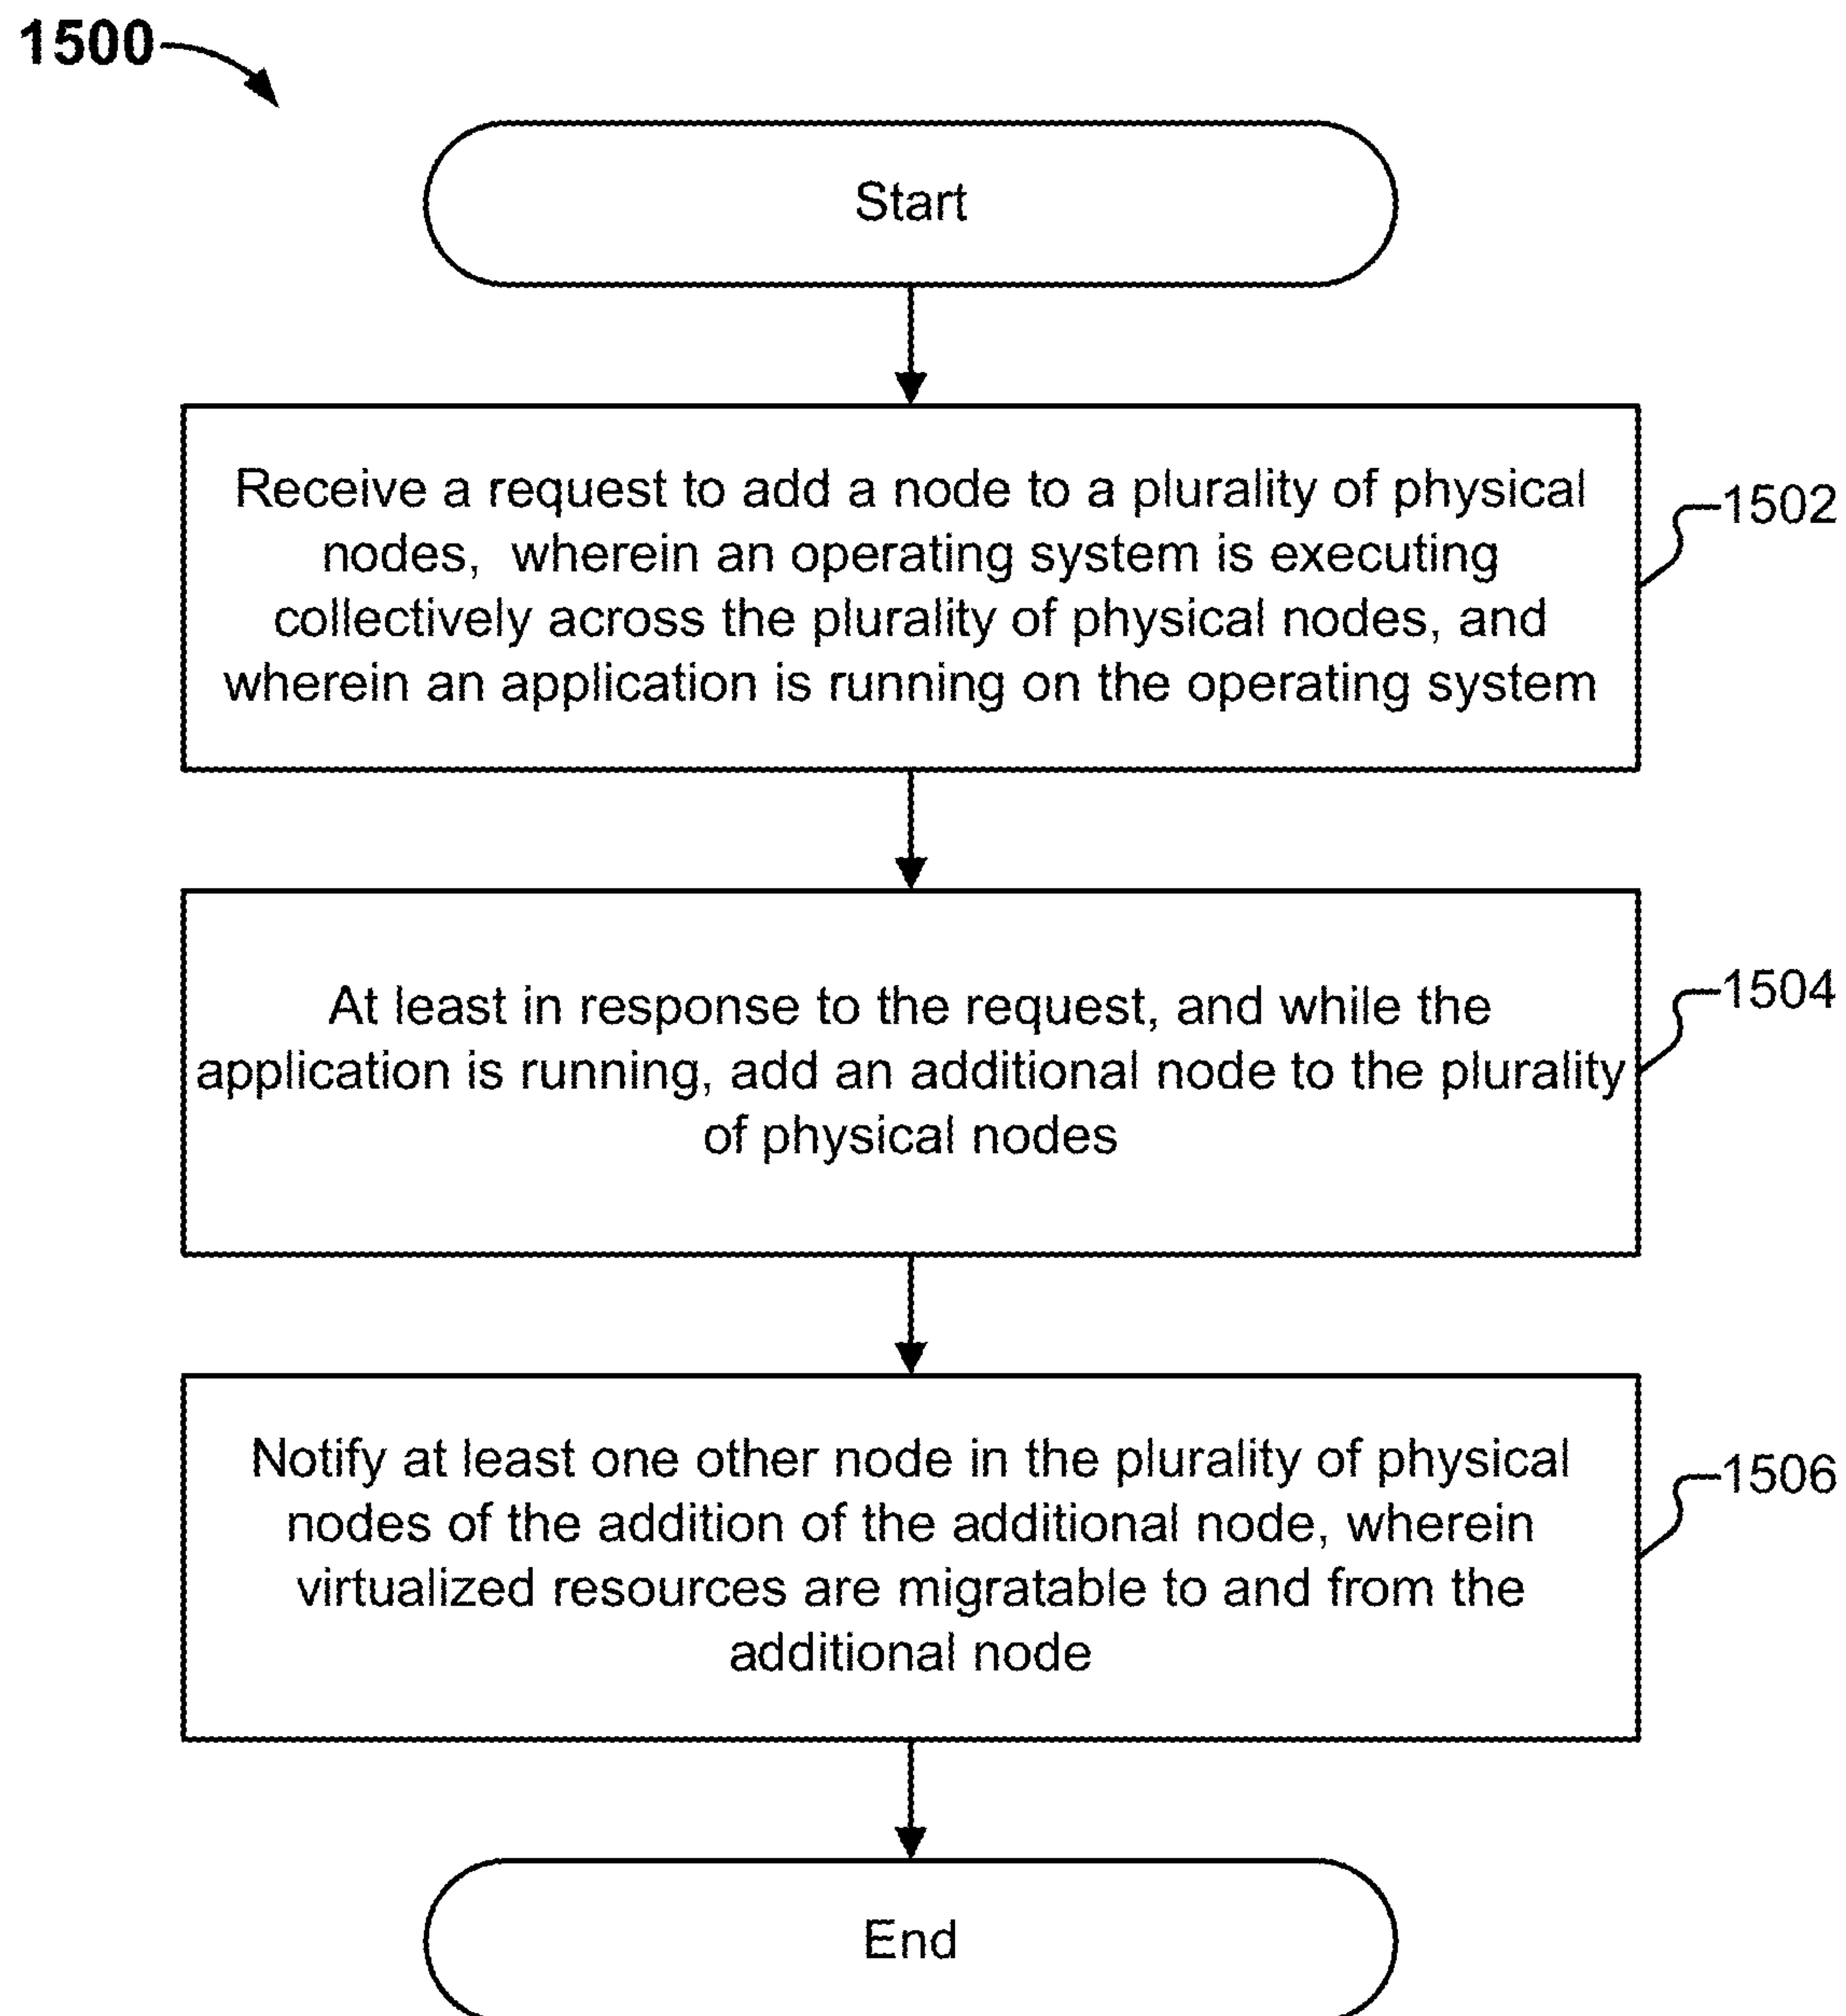 1500
Start
Receive a request to add a node to a plurality of physical
nodes, wherein an operating system is executing
collectively across the plurality of physical nodes, and
wherein an application is running on the operating system
1502
At least in response to the request, and while the
application is running, add an additional node to the plurality
of physical nodes
1504
Notify at least one other node in the plurality of physical
nodes of the addition of the additional node, wherein
virtualized resources are migratable to and from the
additional node
1506
End